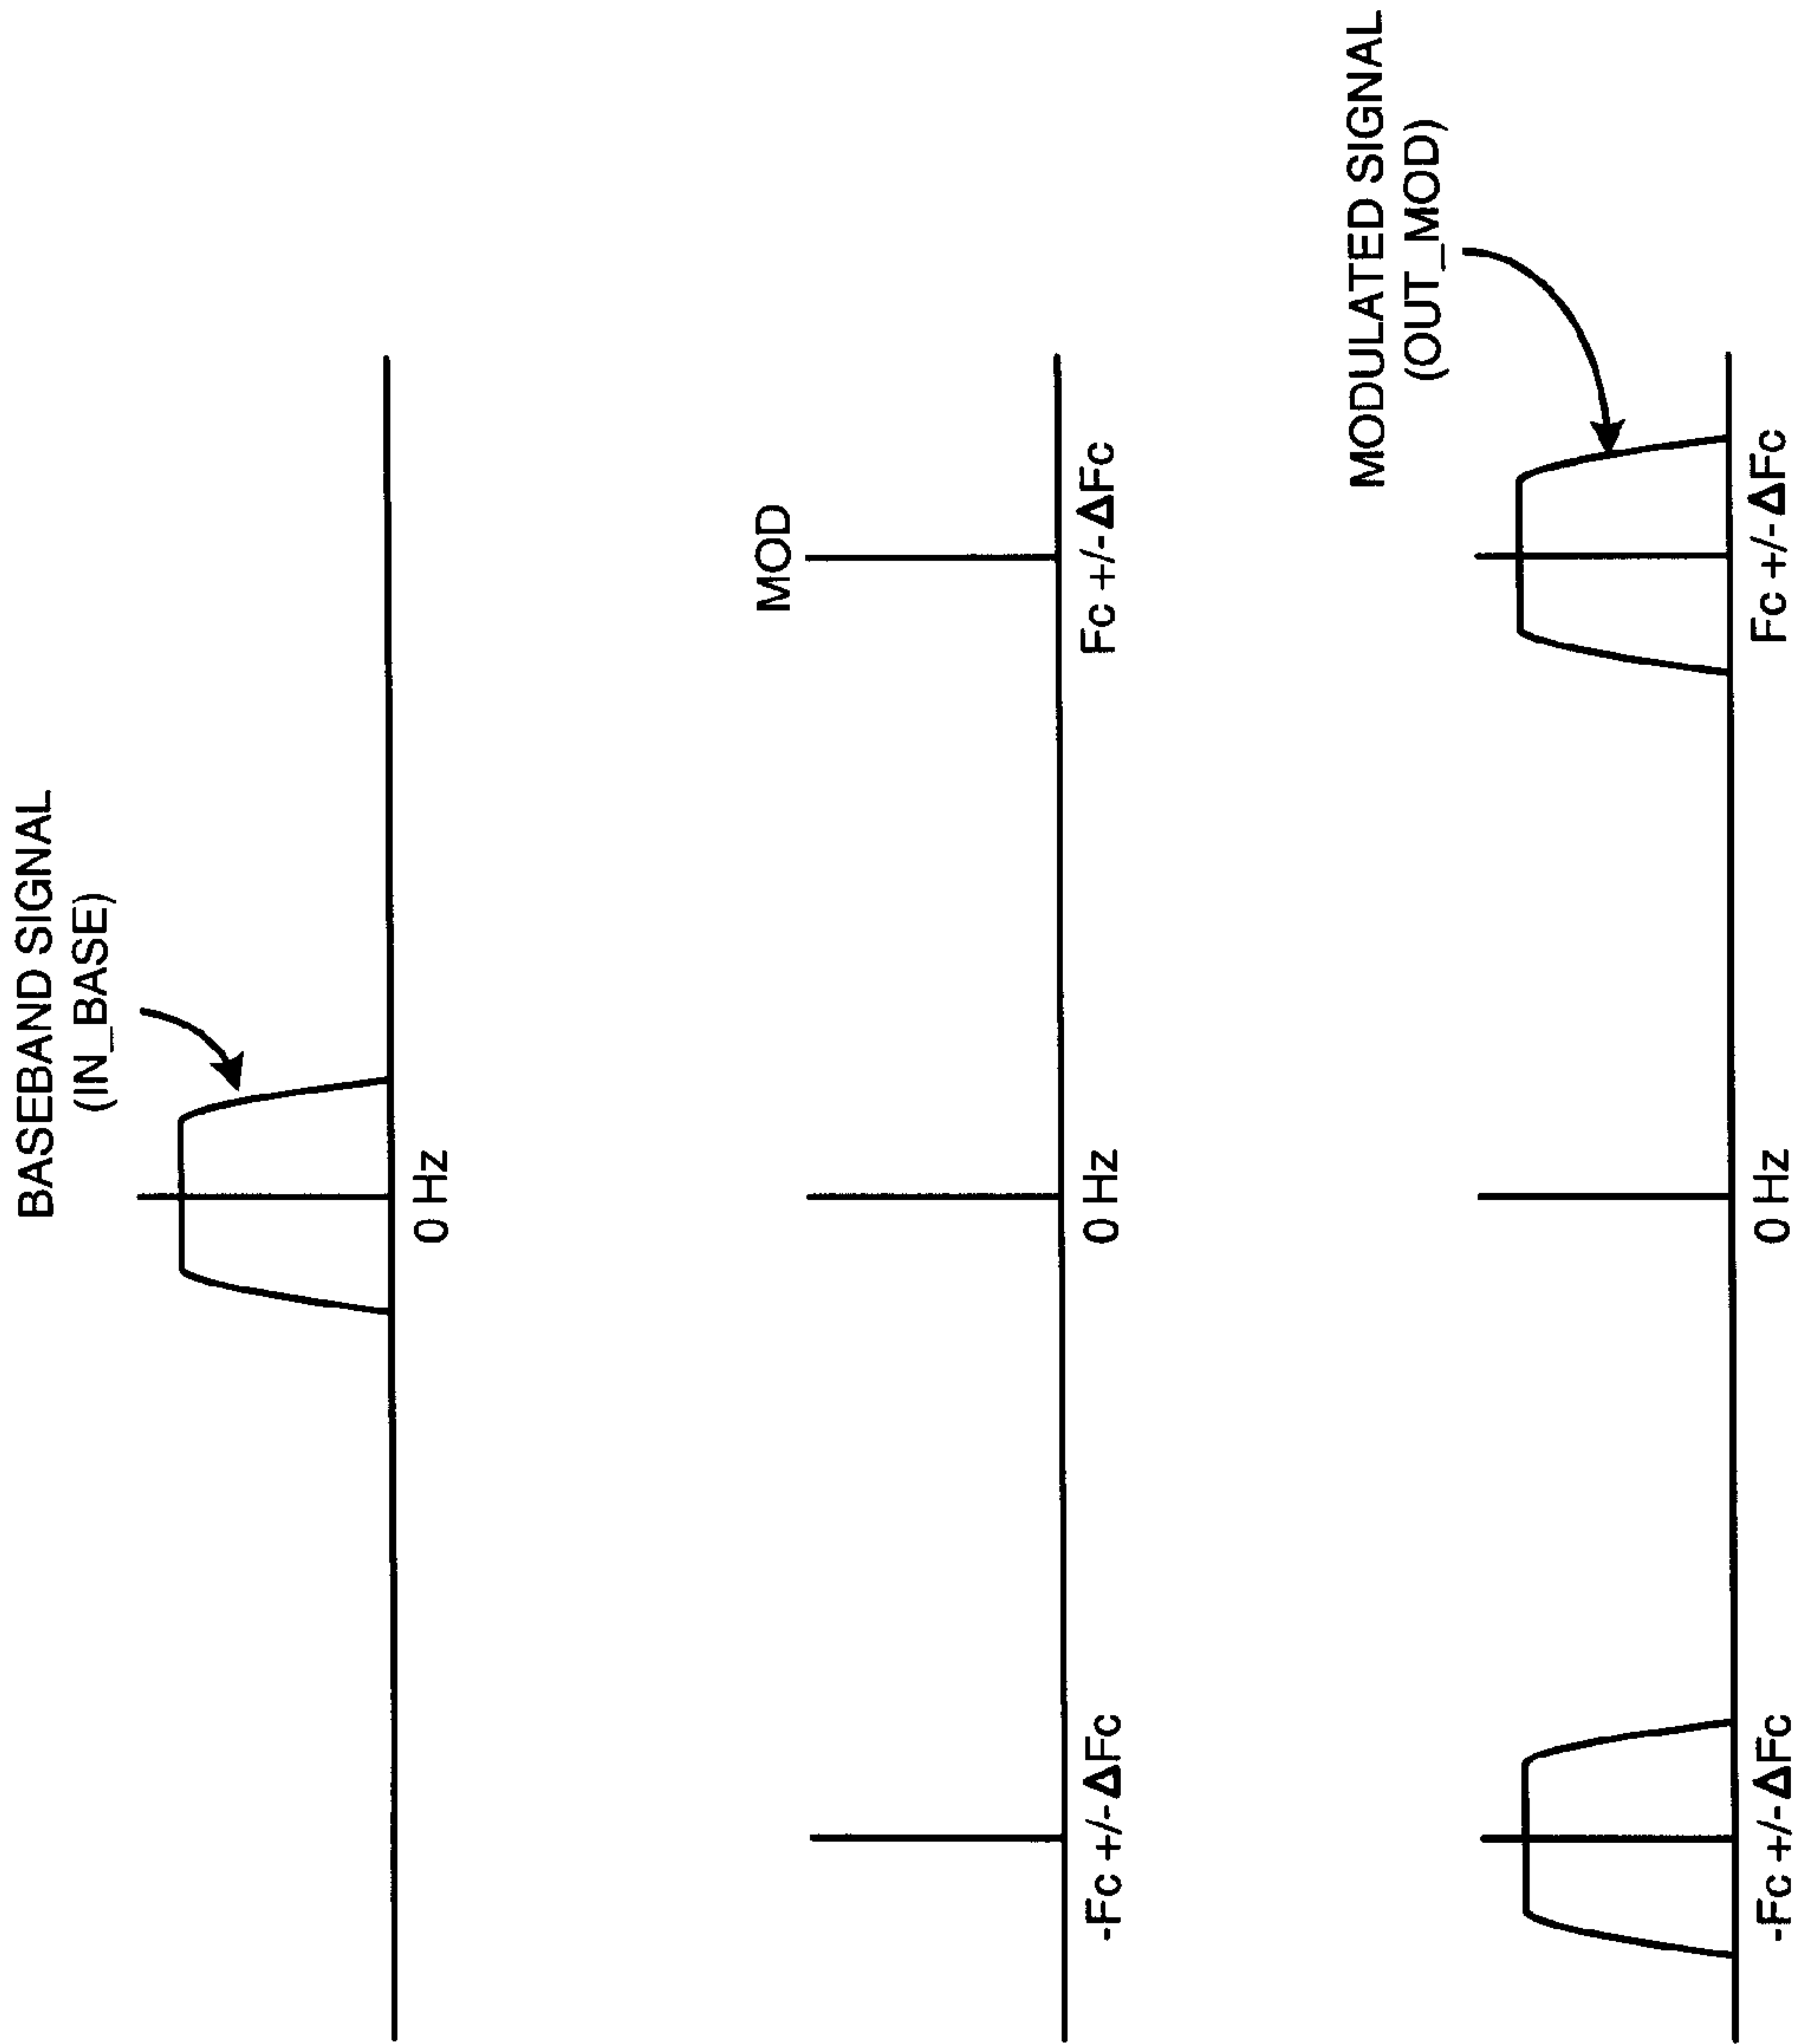 BASEBAND SIGNAL
(IN_BASE)
0 Hz
MOD
-Fc +/-ΔFc
0 Hz
Fc +/-ΔFc
MODULATED SIGNAL
(OUT_MOD)
-Fc +/-ΔFc
0 Hz
Fc +/-ΔFc